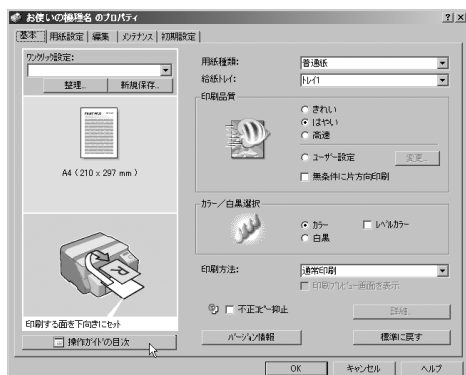 お使いの機種名 のプロパティ
基本 用紙設定 編集 メンテナンス 初期設定
ワンクリック設定:
整理... 新規保存...
A4 ( 210 x 297 mm )
印刷する面を下向きにセット
操作ガイドの目次
用紙種類: 普通紙
給紙トレイ: トレイ1
印刷品質
きれい
はやい
高速
ユーザー設定 変更...
無条件に片方向印刷
カラー／白黒選択
カラー レベルカラー
白黒
印刷方法: 通常印刷
印刷プレビュー画面を表示
不正コピー抑止 詳細...
バージョン情報 標準に戻す
OK キャンセル ヘルプ